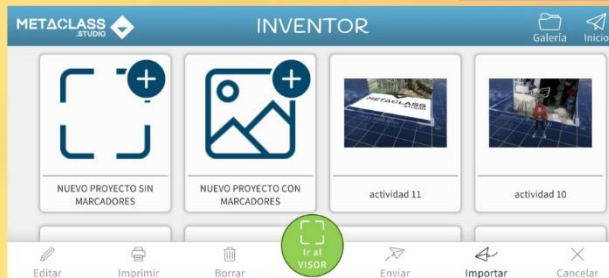 METACLASS
.STUDIO
INVENTOR
Galería
Inicio
NUEVO PROYECTO SIN
MARCADORES
NUEVO PROYECTO CON
MARCADORES
METACLASS
actividad 11
actividad 10
Editar
Imprimir
Borrar
Ir al
VISOR
Enviar
Importar
Cancelar